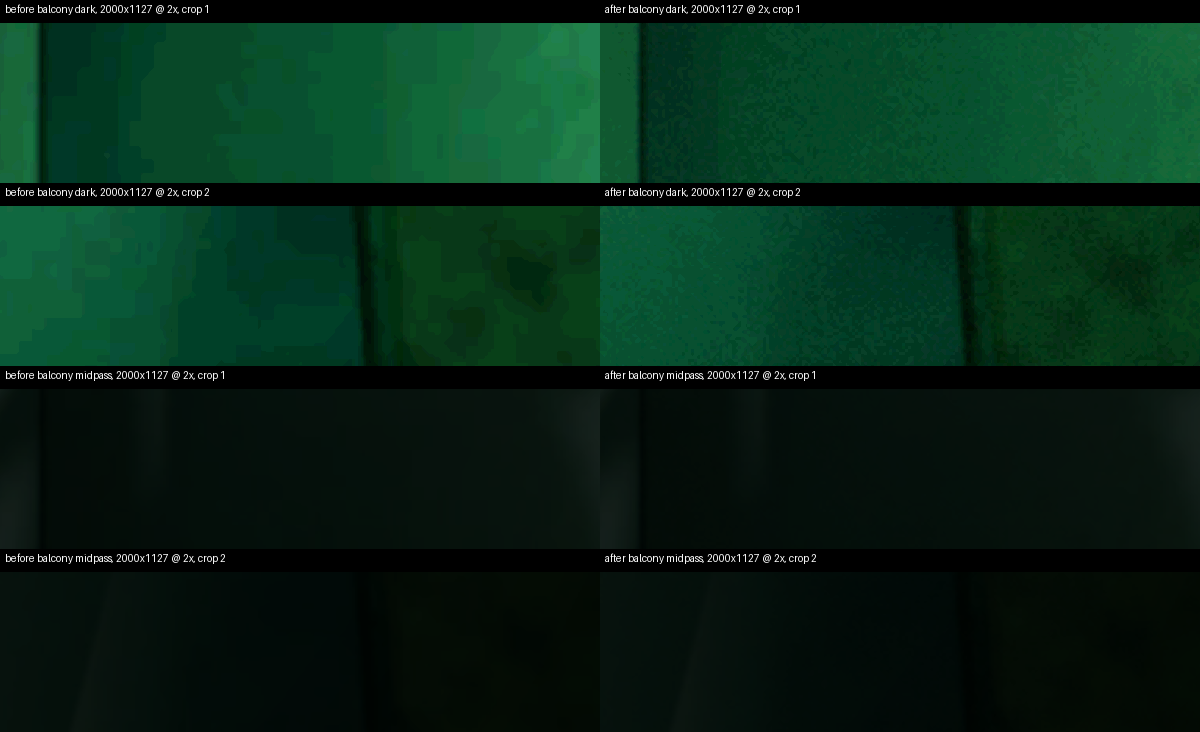 before balcony dark, 2000x1127 @ 2x, crop 1
after balcony dark, 2000x1127 @ 2x, crop 1
before balcony dark, 2000x1127 @ 2x, crop 2
after balcony dark, 2000x1127 @ 2x, crop 2
before balcony midpass, 2000x1127 @ 2x, crop 1
after balcony midpass, 2000x1127 @ 2x, crop 1
before balcony midpass, 2000x1127 @ 2x, crop 2
after balcony midpass, 2000x1127 @ 2x, crop 2